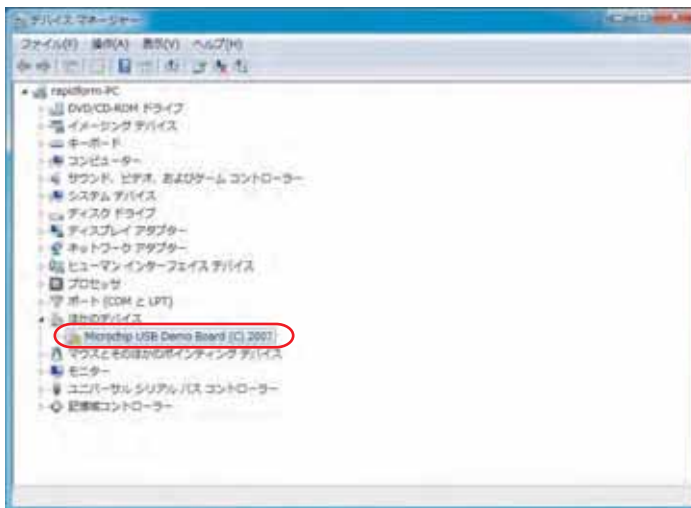 デバイス マネージャー
ファイル(F) 操作(A) 表示(V) ヘルプ(H)
rapidform-PC
DVD/CD-ROM ドライブ
イメージング デバイス
キーボード
コンピューター
サウンド、ビデオ、およびゲーム コントローラー
システム デバイス
ディスク ドライブ
ディスプレイ アダプター
ネットワーク アダプター
ヒューマン インターフェイス デバイス
プロセッサ
ポート (COM と LPT)
ほかのデバイス
Microchip USB Demo Board (C) 2007
マウスとそのほかのポインティング デバイス
モニター
ユニバーサル シリアル バス コントローラー
記憶域コントローラー